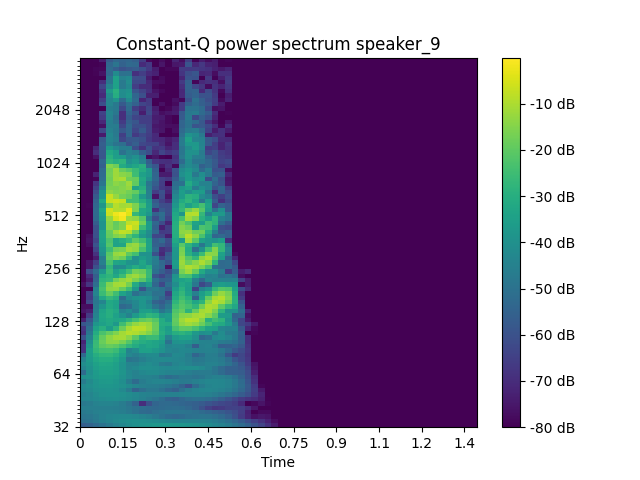 Constant-Q power spectrum speaker_9
Hz
2048
1024
512
256
128
64
32
0 0.15 0.3 0.45 0.6 0.75 0.9 1.1 1.2 1.4
Time
-10 dB
-20 dB
-30 dB
-40 dB
-50 dB
-60 dB
-70 dB
-80 dB